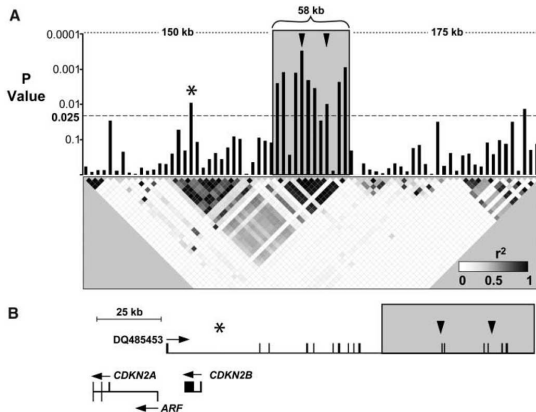 A
58 kb
0.0001
150 kb
175 kb
0.001
P
Value
*
0.01
0.025
0.1
r²
0 0.5 1
B
25 kb
DQ485453
*
CDKN2A
CDKN2B
ARF